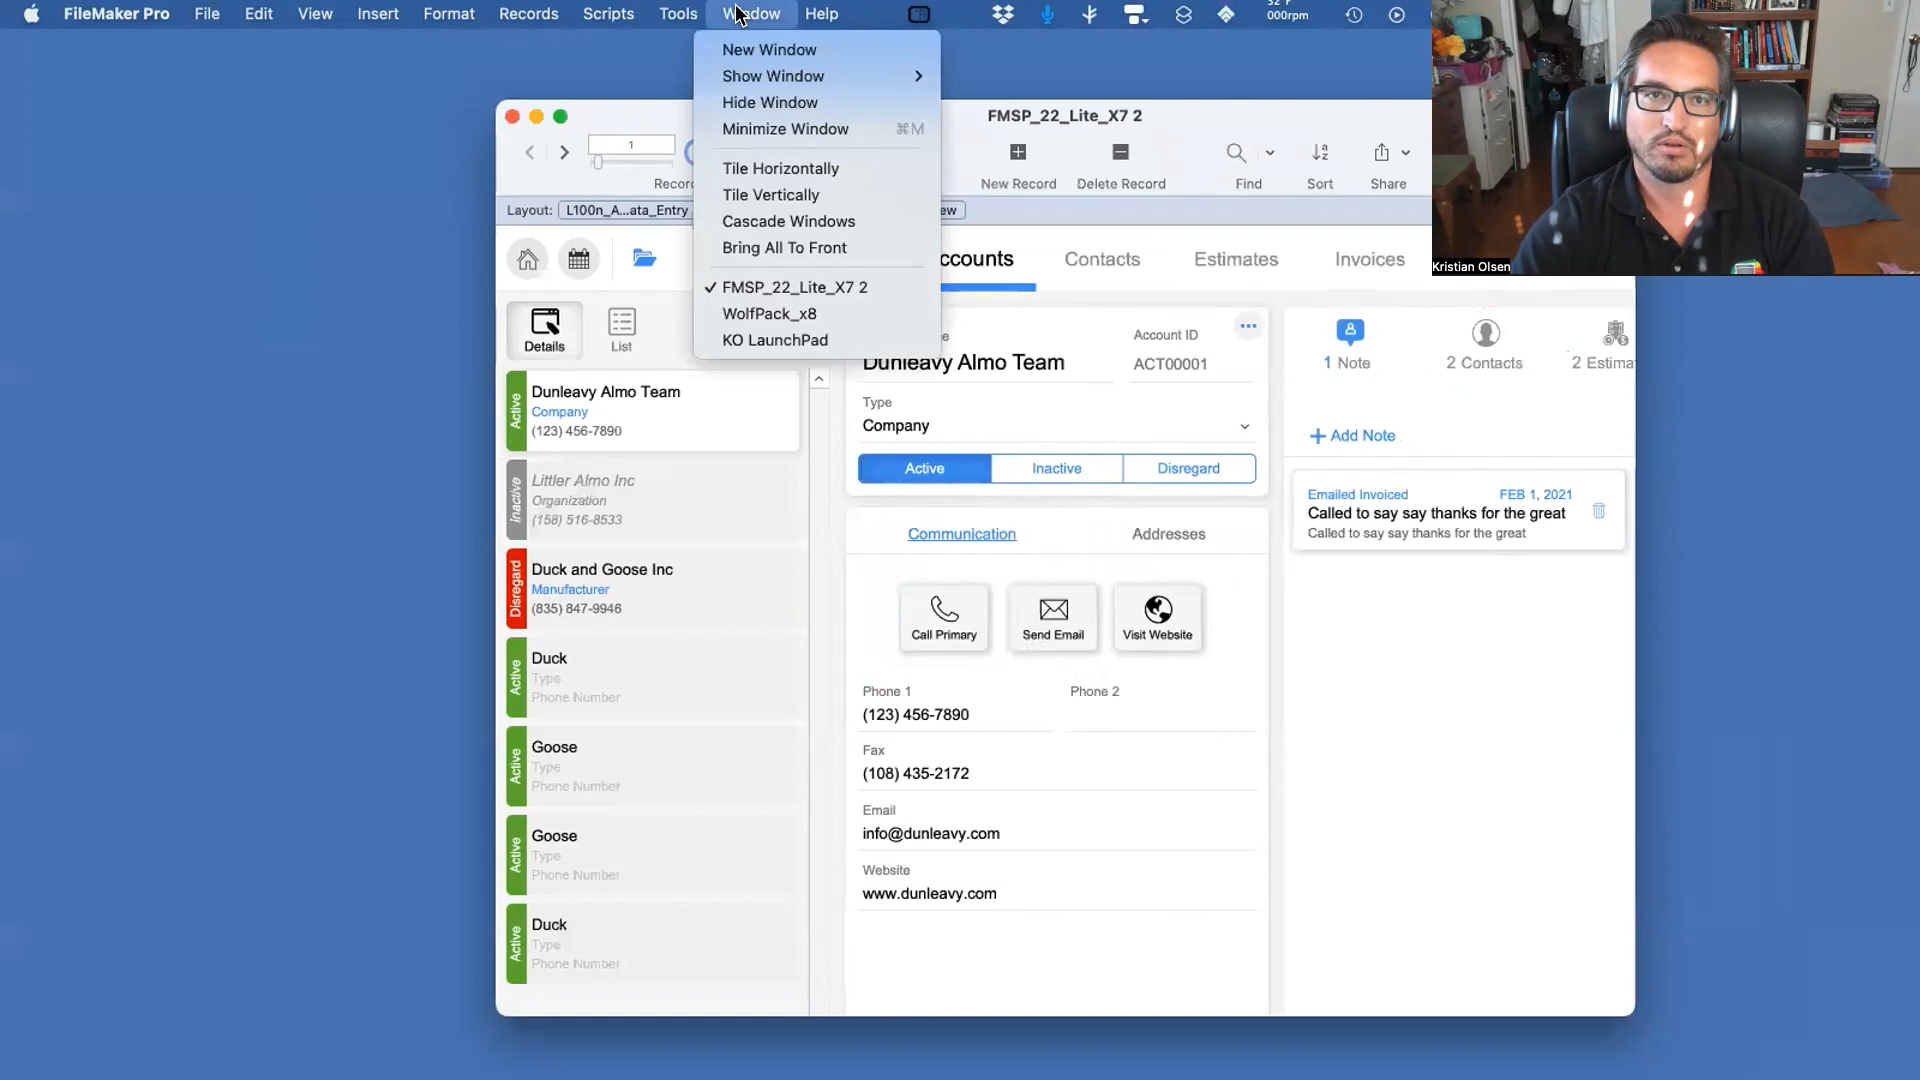 FileMaker Pro File Edit View Insert Format Records Scripts Tools Window Help
000rpm
New Window
Show Window
Hide Window
Minimize Window ⌘M
Tile Horizontally
Tile Vertically
Cascade Windows
Bring All To Front
✓ FMSP_22_Lite_X7 2
WolfPack_x8
KO LaunchPad
FMSP_22_Lite_X7 2
1
Recor
New Record Delete Record Find Sort Share
Layout: L100n_A...ata_Entry
ew
Kristian Olsen
ccounts Contacts Estimates Invoices
Details List
Active
Dunleavy Almo Team
Company
(123) 456-7890
Inactive
Littler Almo Inc
Organization
(158) 516-8533
Disregard
Duck and Goose Inc
Manufacturer
(835) 847-9946
Active
Duck
Type
Phone Number
Active
Goose
Type
Phone Number
Active
Goose
Type
Phone Number
Active
Duck
Type
Phone Number
e
Dunleavy Almo Team
Account ID
ACT00001
Type
Company
Active Inactive Disregard
Communication Addresses
Call Primary Send Email Visit Website
Phone 1 Phone 2
(123) 456-7890
Fax
(108) 435-2172
Email
info@dunleavy.com
Website
www.dunleavy.com
1 Note 2 Contacts 2 Estimat
+ Add Note
Emailed Invoiced FEB 1, 2021
Called to say say thanks for the great
Called to say say thanks for the great